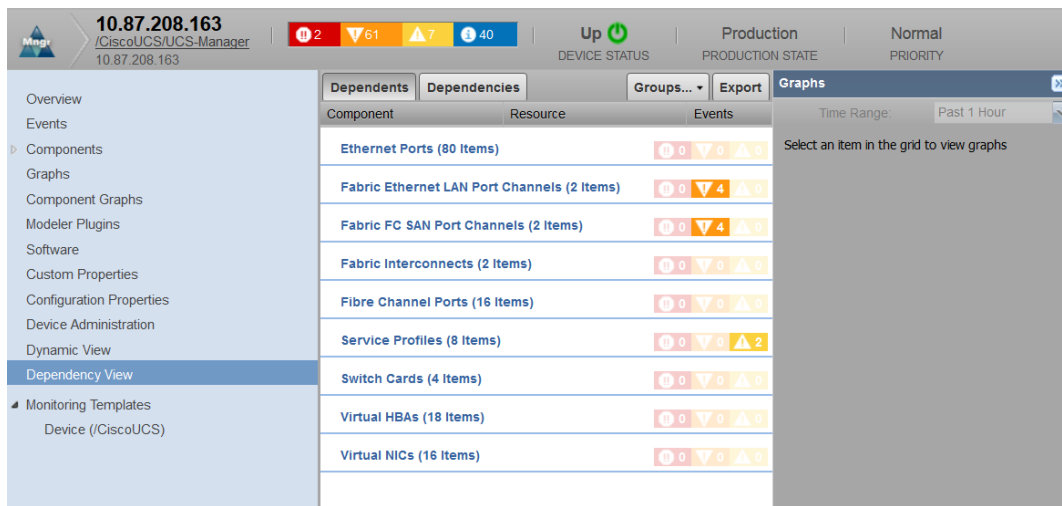 10.87.208.163
/CiscoUCS/UCS-Manager
10.87.208.163
Mngr
2 61 7 40
Up
DEVICE STATUS
Production
PRODUCTION STATE
Normal
PRIORITY
Overview
Events
Components
Graphs
Component Graphs
Modeler Plugins
Software
Custom Properties
Configuration Properties
Device Administration
Dynamic View
Dependency View
Monitoring Templates
Device (/CiscoUCS)
Dependents Dependencies Groups... Export
Component Resource Events
Ethernet Ports (80 Items) 0 0 0
Fabric Ethernet LAN Port Channels (2 Items) 0 4 0
Fabric FC SAN Port Channels (2 Items) 0 4 0
Fabric Interconnects (2 Items) 0 0 0
Fibre Channel Ports (16 Items) 0 0 0
Service Profiles (8 Items) 0 0 2
Switch Cards (4 Items) 0 0 0
Virtual HBAs (18 Items) 0 0 0
Virtual NICs (16 Items) 0 0 0
Graphs
Time Range: Past 1 Hour
Select an item in the grid to view graphs